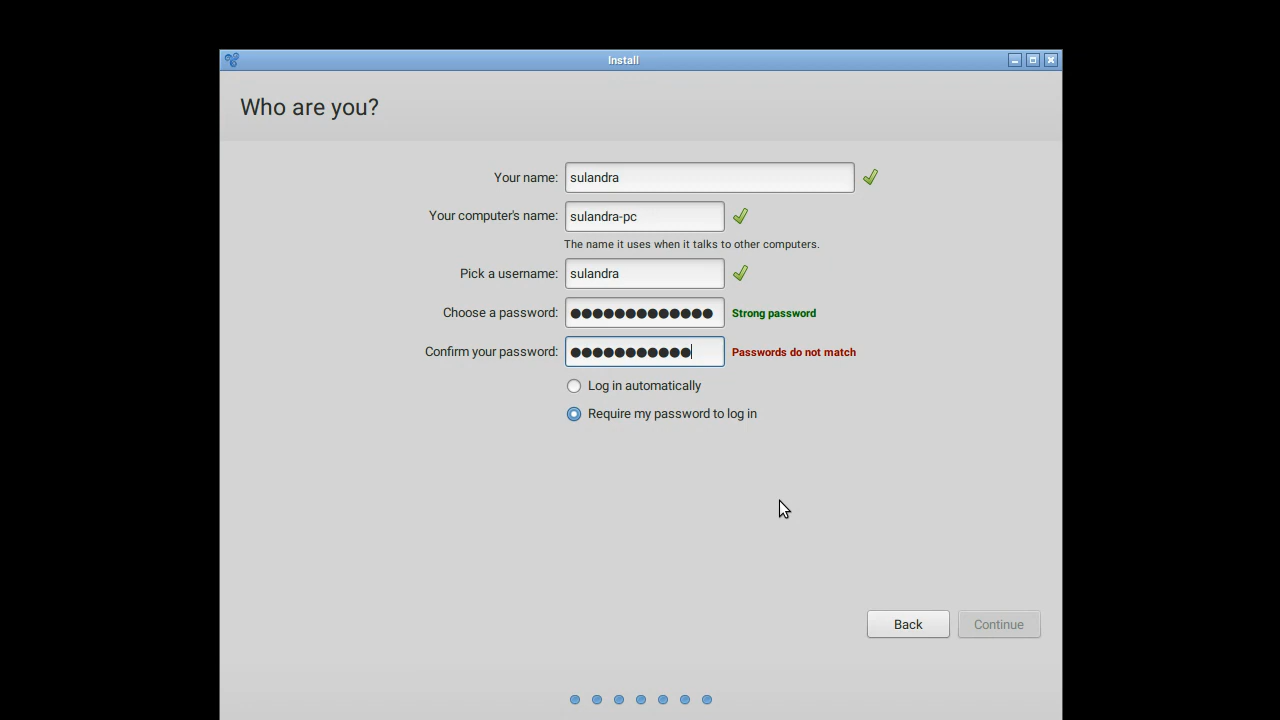 Install
Who are you?
Your name: sulandra
Your computer's name: sulandra-pc
The name it uses when it talks to other computers.
Pick a username: sulandra
Choose a password: ●●●●●●●●●●●●● Strong password
Confirm your password: ●●●●●●●●●●● Passwords do not match
Log in automatically
Require my password to log in
Back Continue